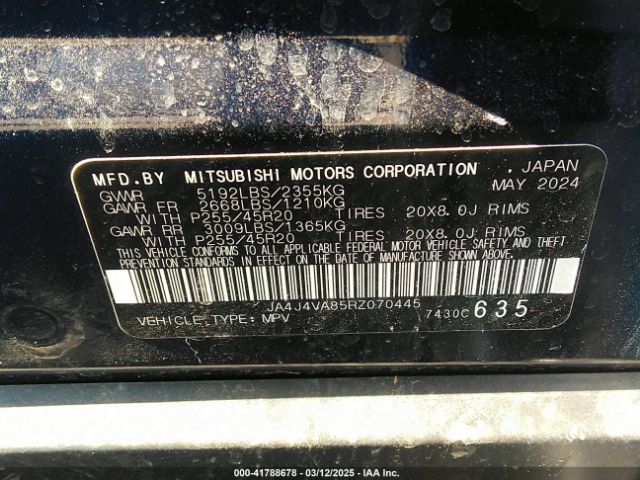 MFD.BY MITSUBISHI MOTORS CORPORATION , JAPAN
GVWR 5192LBS/2355KG MAY 2024
GAWR FR 2668LBS/1210KG
WITH P255/45R20 TIRES 20X8.0J RIMS
GAWR RR 3009LBS/1365KG
WITH P255/45R20 TIRES 20X8.0J RIMS
THIS VEHICLE CONFORMS TO ALL APPLICABLE FEDERAL MOTOR VEHICLE SAFETY AND THEFT
PREVENTION STANDARDS IN EFFECT ON THE DATE OF MANUFACTURE SHOWN ABOVE.
JA4J4VA85RZ070445
VEHICLE TYPE: MPV 7430C 635
000-41788678 - 03/12/2025 - IAA Inc.